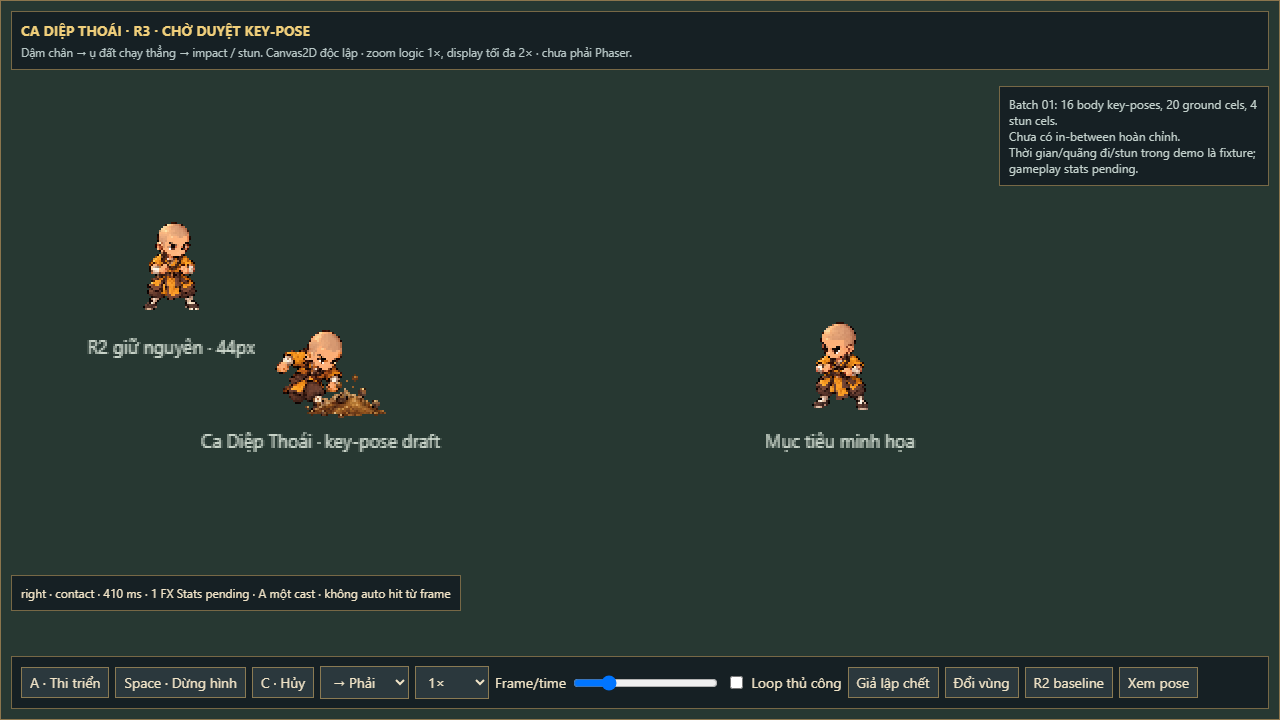 CA DIỆP THOÁI · R3 · CHỜ DUYỆT KEY-POSE
Dậm chân → ụ đất chạy thẳng → impact / stun. Canvas2D độc lập · zoom logic 1×, display tối đa 2× · chưa phải Phaser.
Batch 01: 16 body key-poses, 20 ground cels, 4
stun cels.
Chưa có in-between hoàn chỉnh.
Thời gian/quãng đi/stun trong demo là fixture;
gameplay stats pending.
R2 giữ nguyên - 44px
Ca Diệp Thoái - key-pose draft
Mục tiêu minh họa
right · contact · 410 ms · 1 FX Stats pending · A một cast · không auto hit từ frame
A · Thi triển
Space · Dừng hình
C · Hủy
→ Phải
1×
Frame/time
Loop thủ công
Giả lập chết
Đổi vùng
R2 baseline
Xem pose